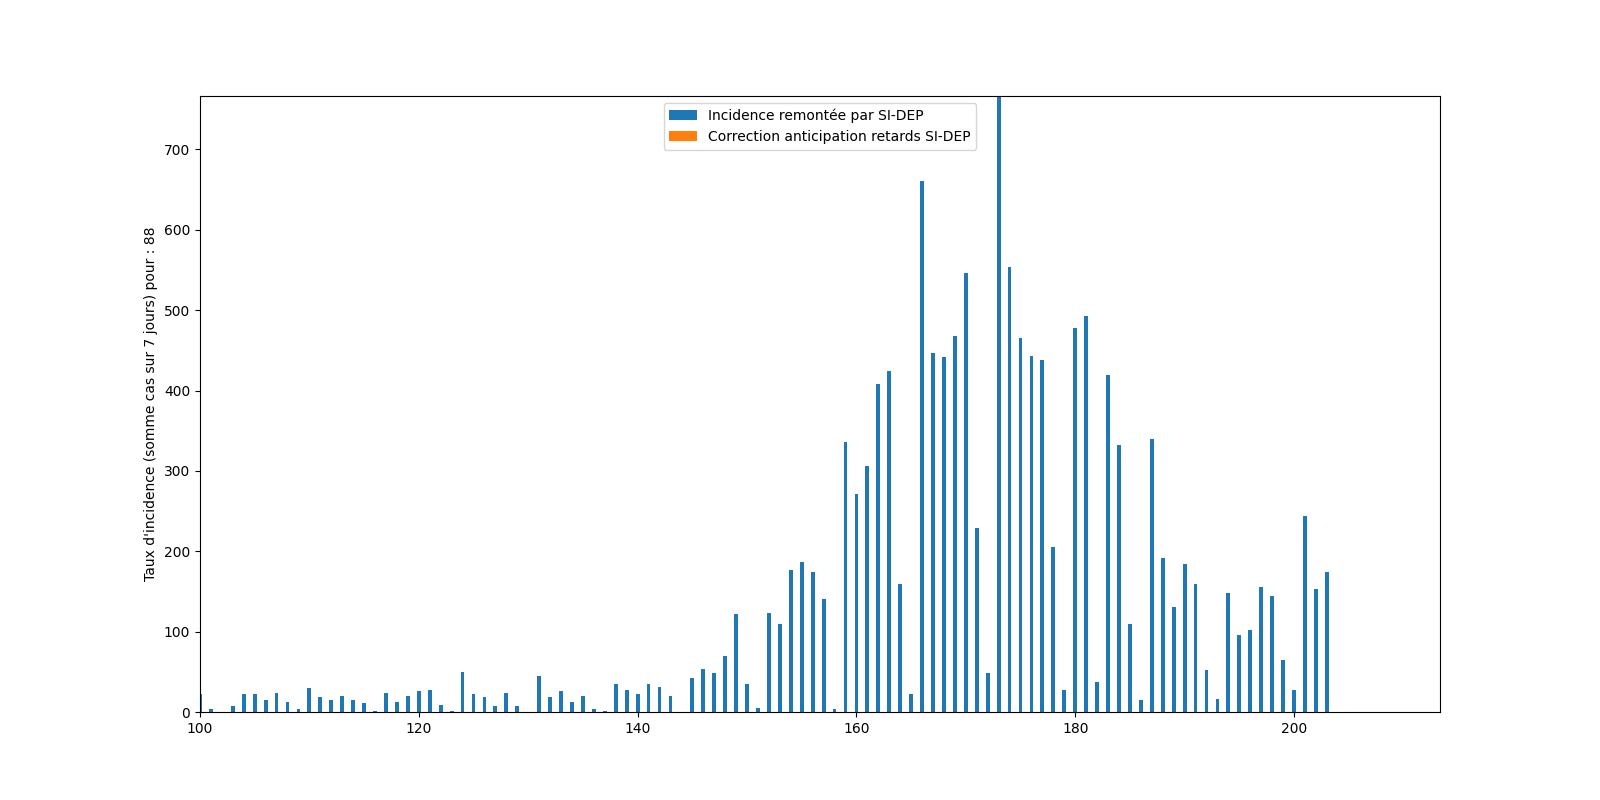 Incidence remontée par SI-DEP
Correction anticipation retards SI-DEP
Taux d'incidence (somme cas sur 7 jours) pour : 88
700
600
500
400
300
200
100
0
100 120 140 160 180 200